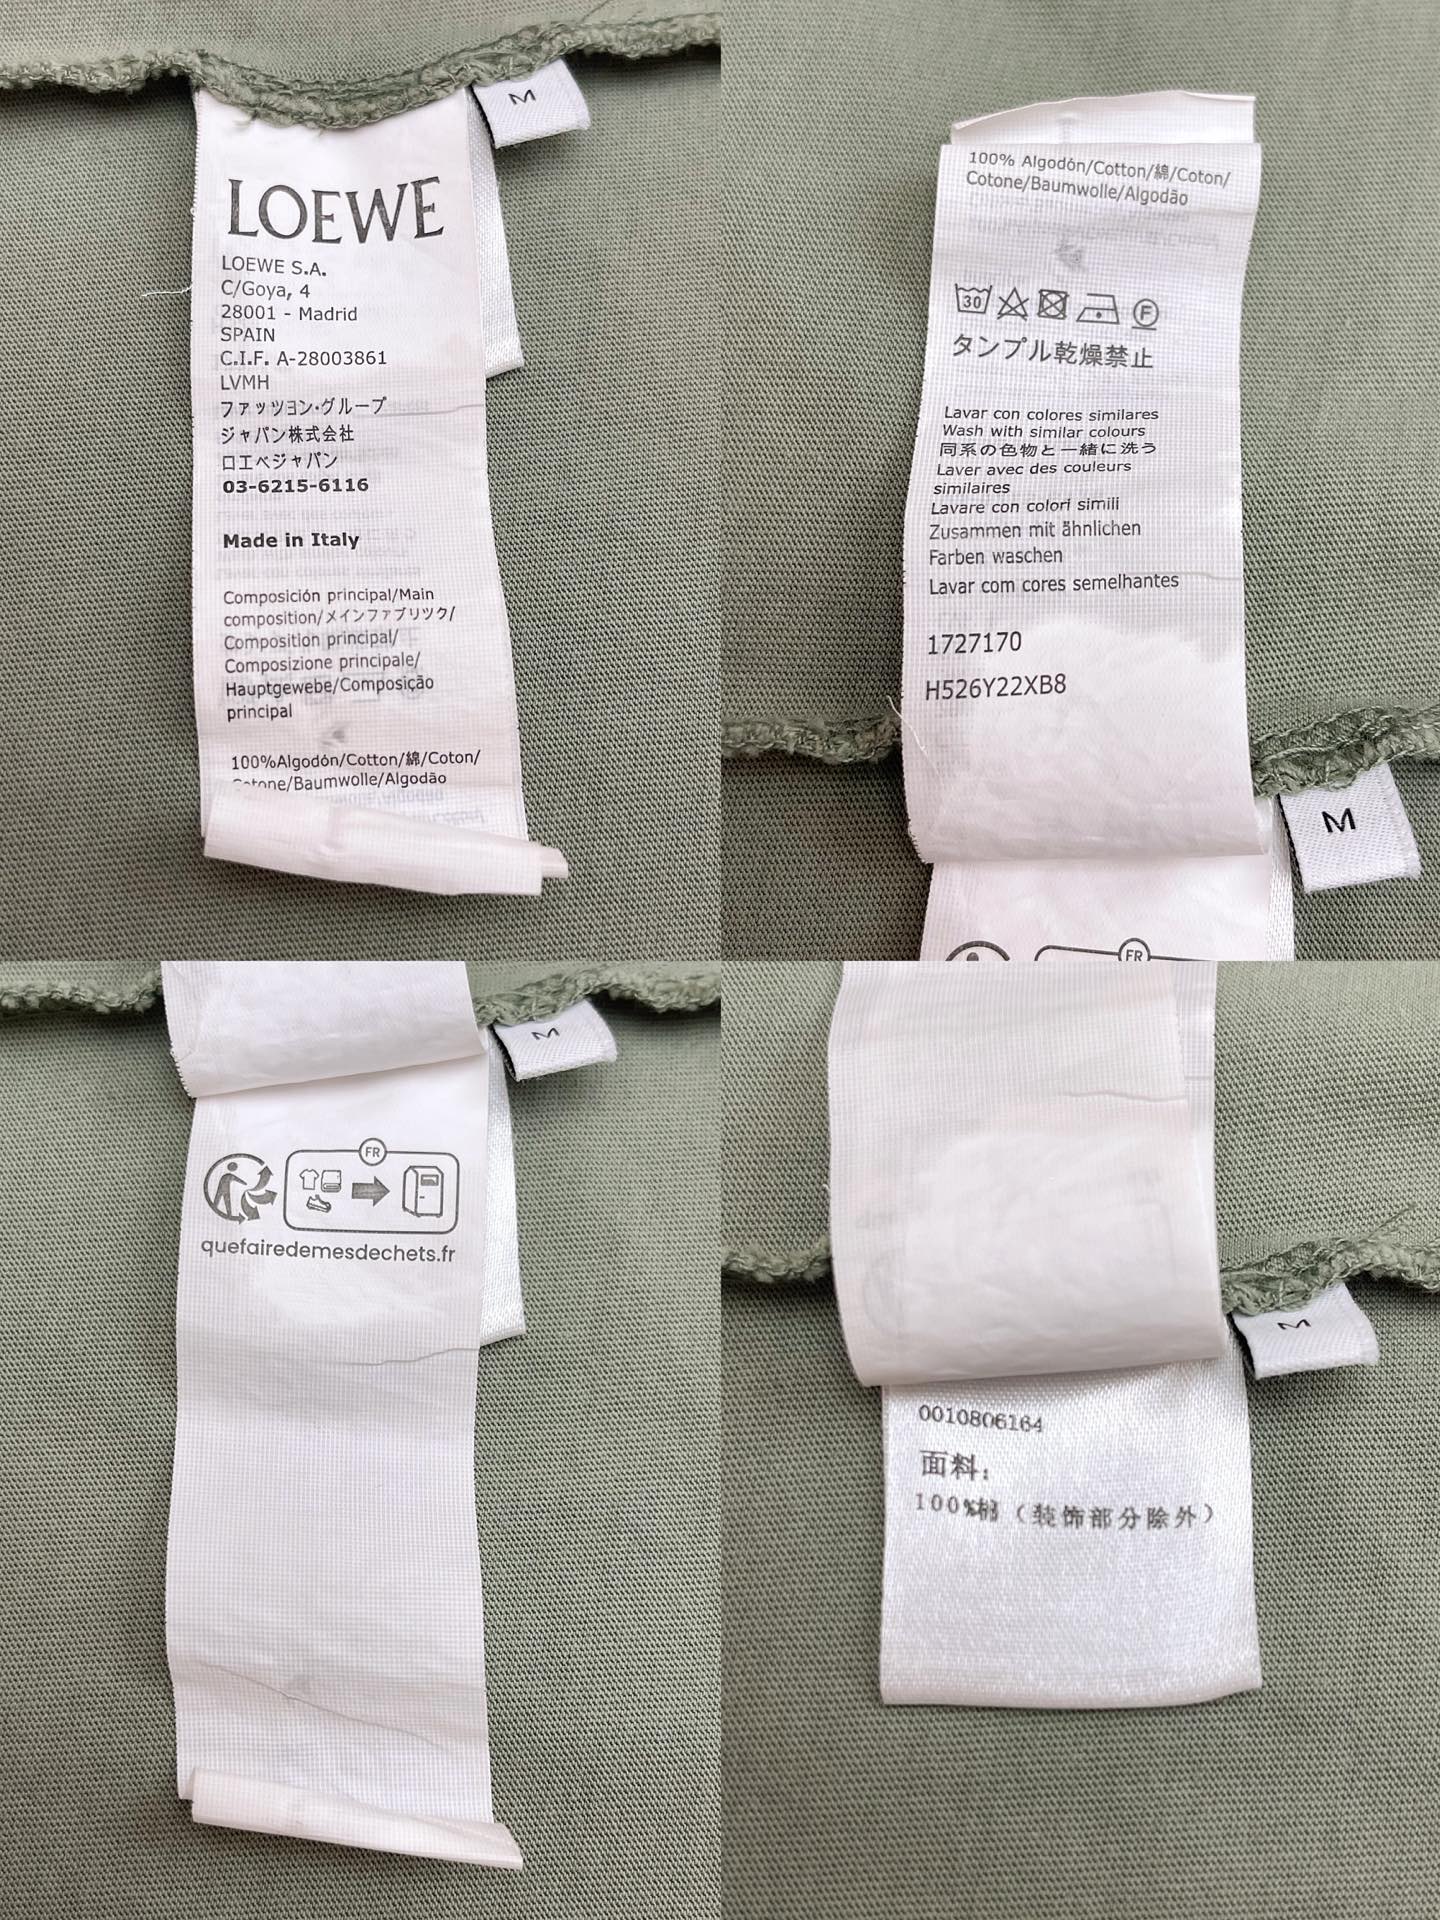 M
LOEWE
LOEWE S.A.
C/Goya, 4
28001 - Madrid
SPAIN
C.I.F. A-28003861
LVMH
ファッツョン・グループ
ジャパン株式会社
ロエベジャパン
03-6215-6116
Made in Italy
Composición principal/Main
composition/メインファブリツク/
Composition principal/
Composizione principale/
Hauptgewebe/Composição
principal
100%Algodón/Cotton/綿/Coton/
Cotone/Baumwolle/Algodão
100% Algodón/Cotton/綿/Coton/
Cotone/Baumwolle/Algodão
30
F
タンブル乾燥禁止
Lavar con colores similares
Wash with similar colours
同系の色物と一緒に洗う
Laver avec des couleurs
similaires
Lavare con colori simili
Zusammen mit ähnlichen
Farben waschen
Lavar com cores semelhantes
1727170
H526Y22XB8
M
FR
M
FR
quefairedemesdechets.fr
M
0010806164
面料:
100%棉 (装饰部分除外)